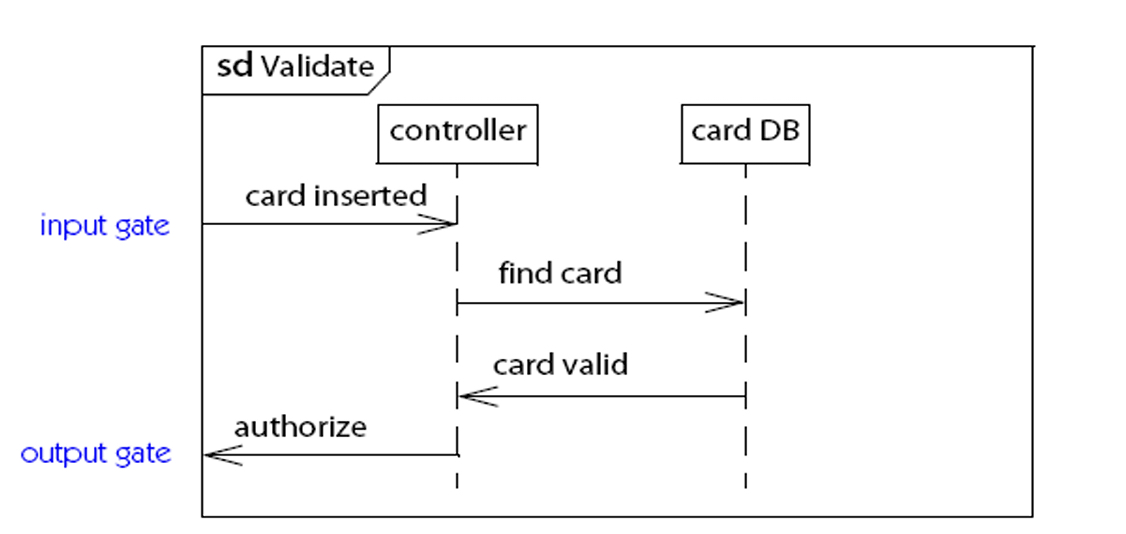 sd Validate
controller
card DB
card inserted
input gate
find card
card valid
authorize
output gate